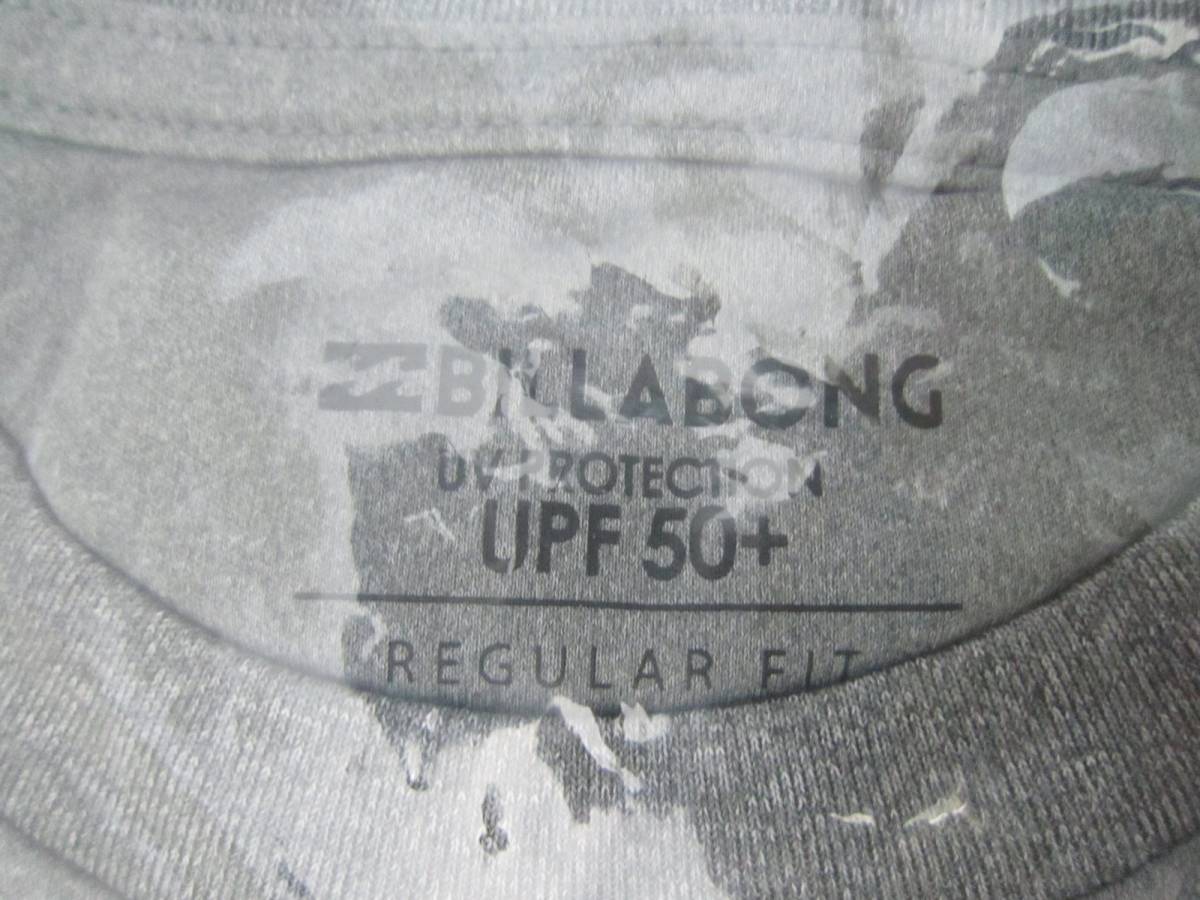 BILLABONG
UV PROTECTION
UPF 50+
REGULAR FIT